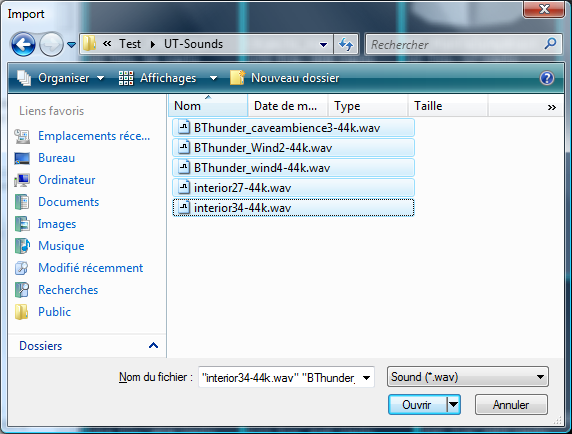 Import
Test UT-Sounds Rechercher
Organiser Affichages Nouveau dossier
Liens favoris
Emplacements réce...
Bureau
Ordinateur
Documents
Images
Musique
Modifié récemment
Recherches
Public
Dossiers
Nom Date de m... Type Taille
BThunder_caveambience3-44k.wav
BThunder_Wind2-44k.wav
BThunder_wind4-44k.wav
interior27-44k.wav
interior34-44k.wav
Nom du fichier : "interior34-44k.wav" "BThunder_ Sound (*.wav)
Ouvrir Annuler